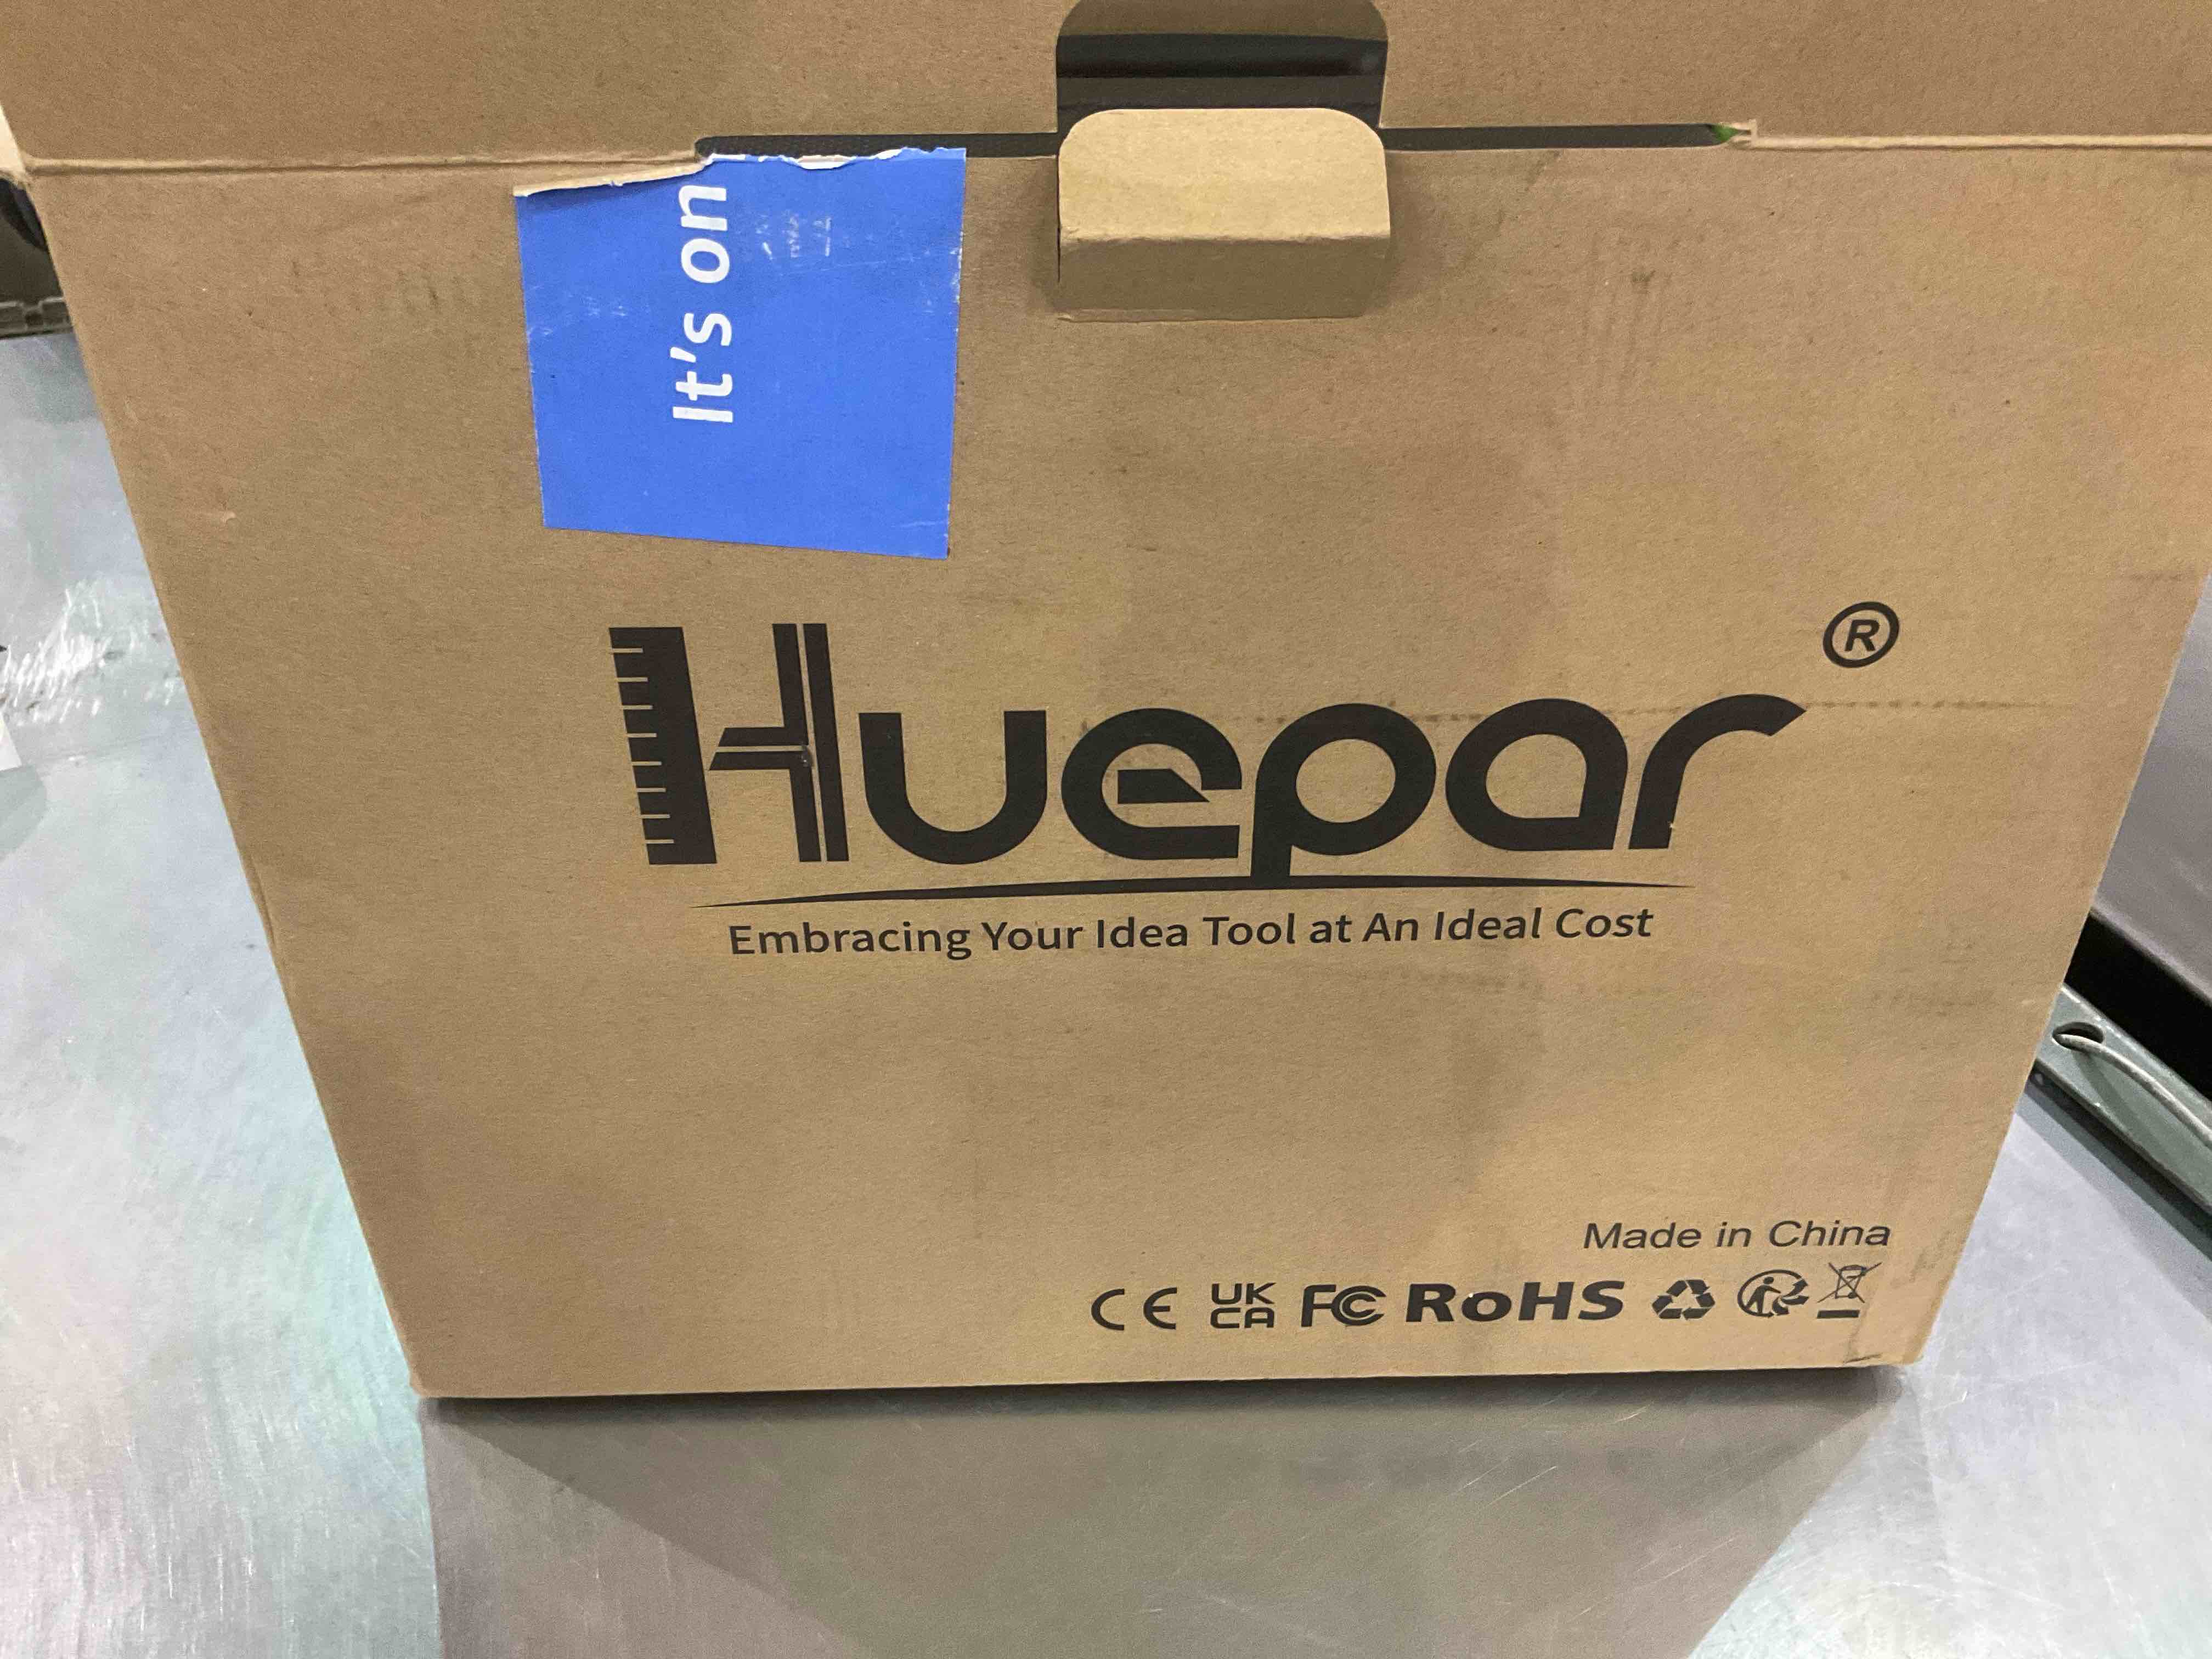 It's on
Huepar®
Embracing Your Idea Tool at An Ideal Cost
Made in China
CE UK CA FC RoHS